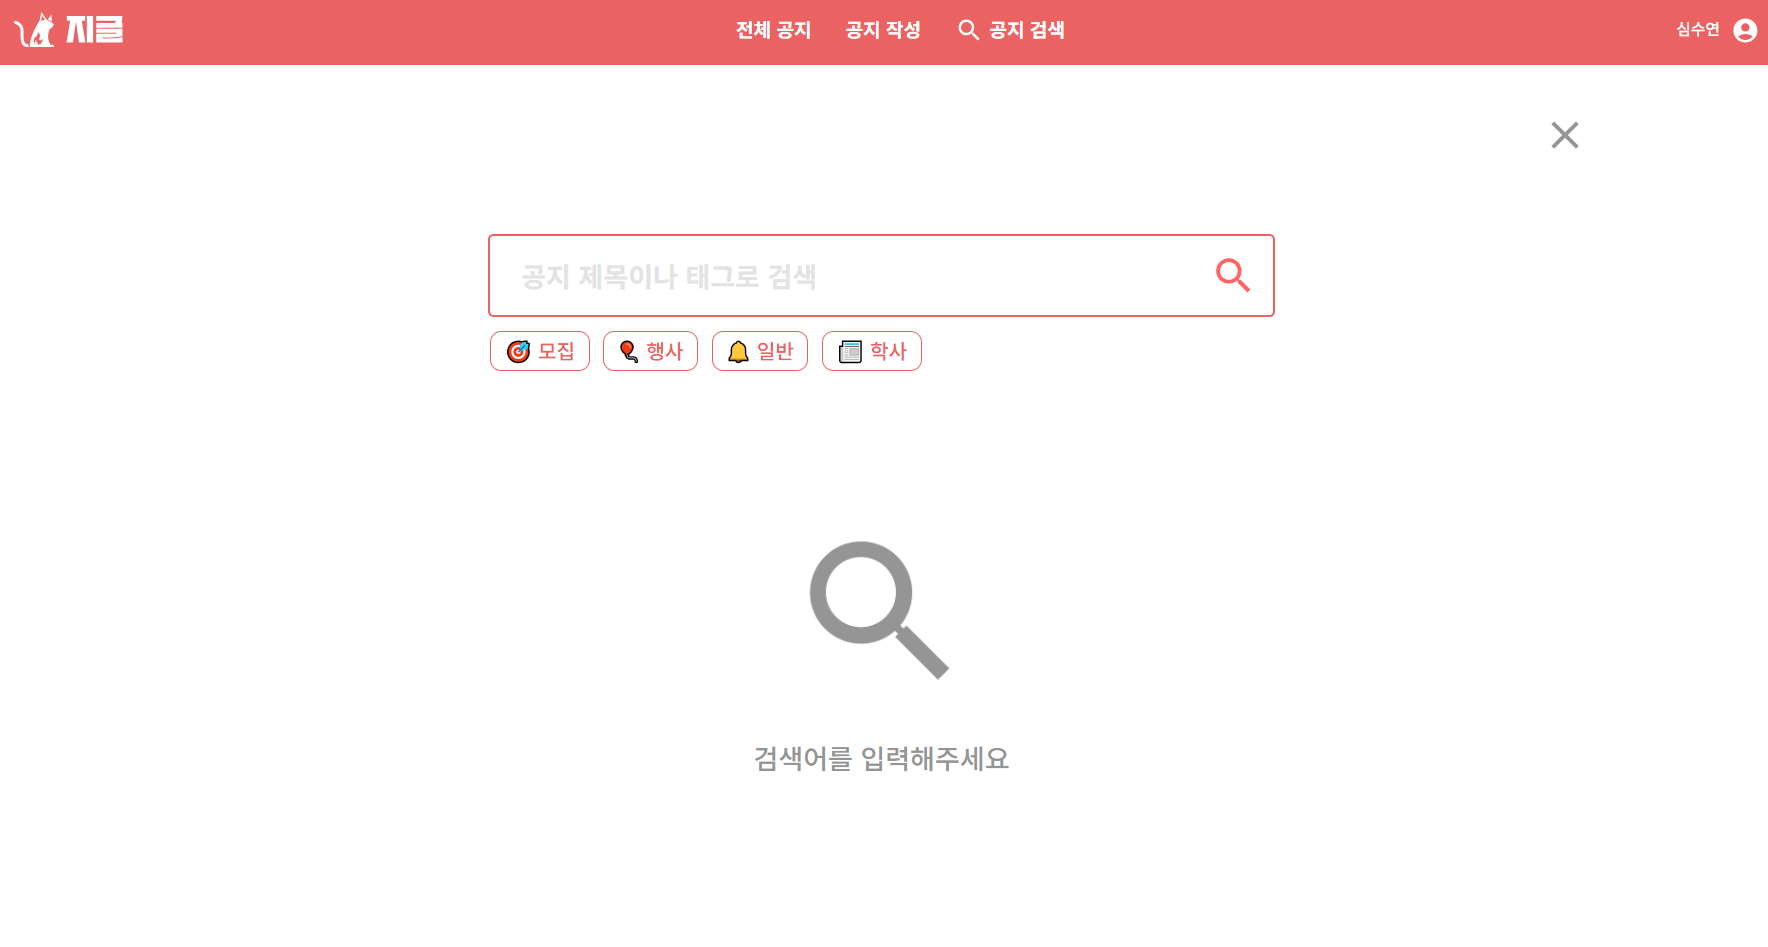 지글
전체 공지 공지 작성 공지 검색 심수연
공지 제목이나 태그로 검색
모집 행사 일반 학사
검색어를 입력해주세요